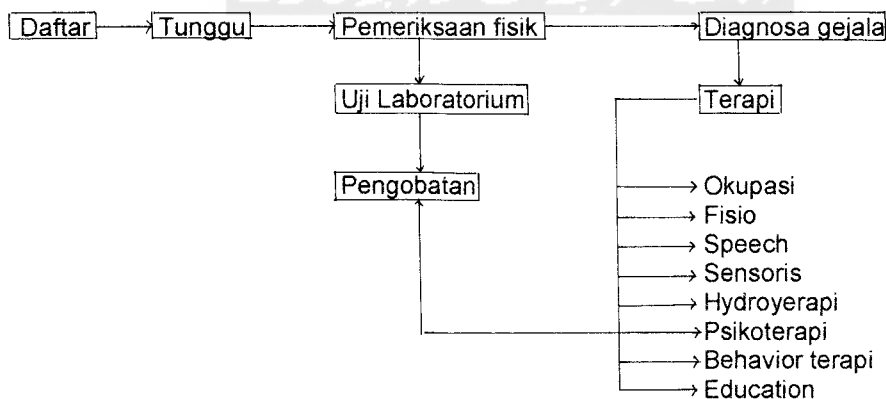 Daftar Tunggu Pemeriksaan fisik Diagnosa gejala
Uji Laboratorium Terapi
Pengobatan Okupasi
Fisio
Speech
Sensoris
Hydroyerapi
Psikoterapi
Behavior terapi
Education